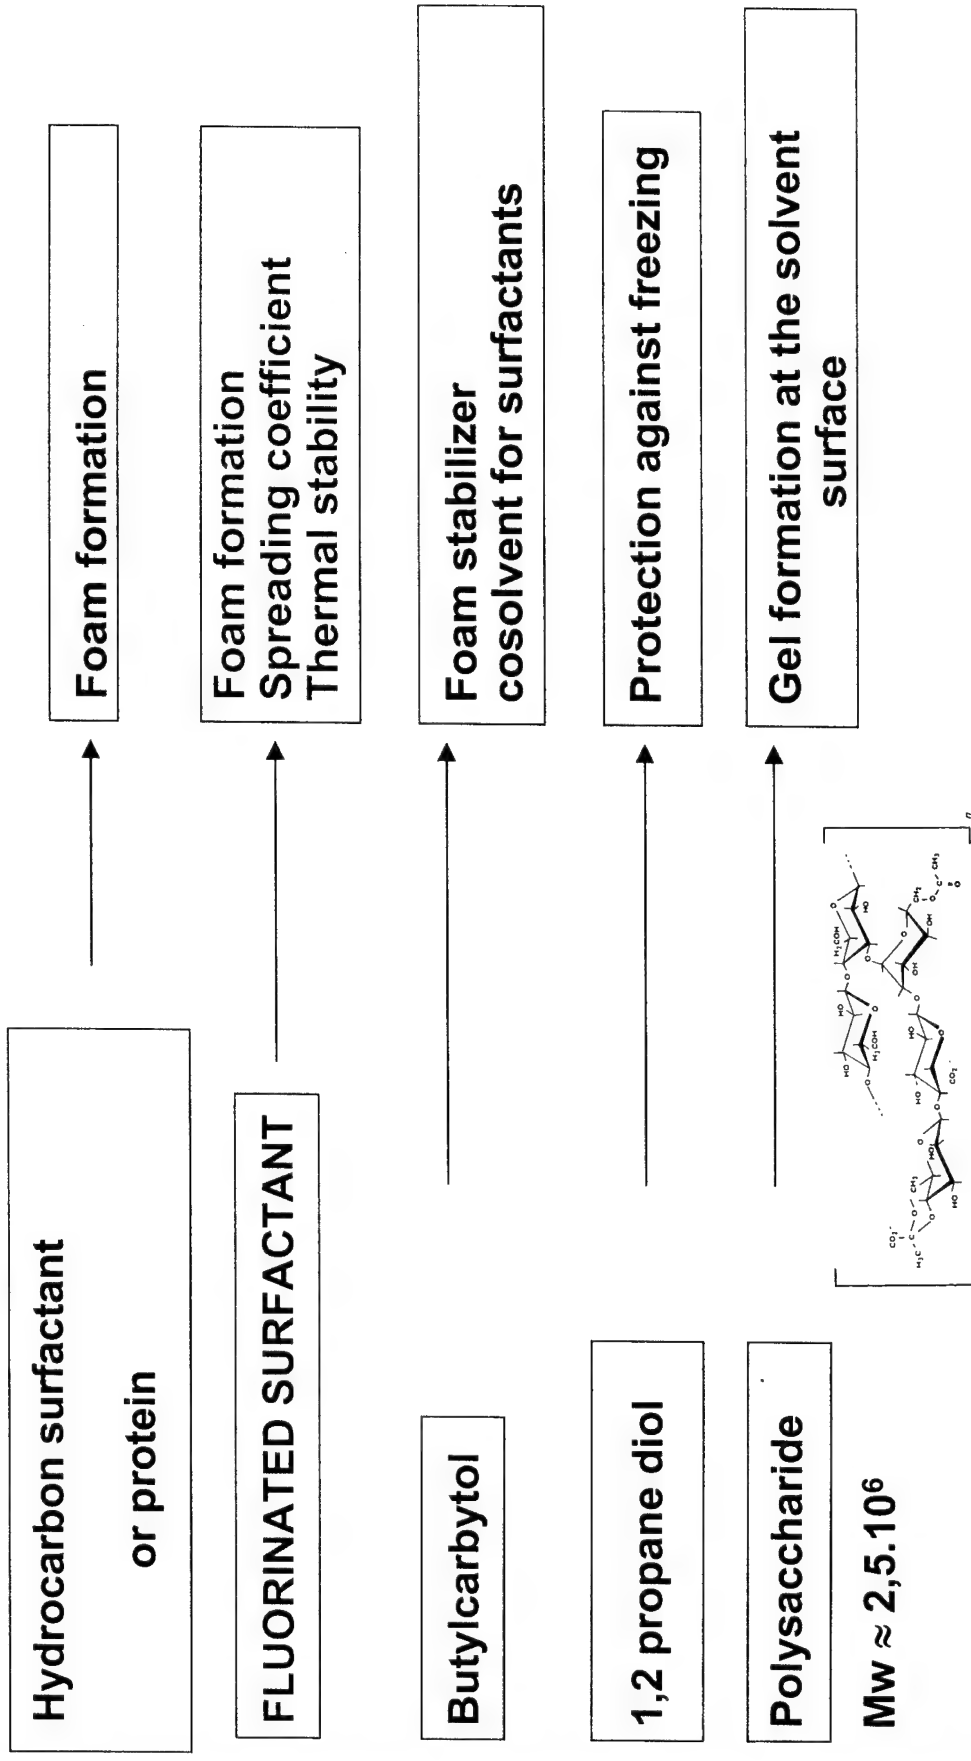 Hydrocarbon surfactant
or protein
Foam formation
FLUORINATED SURFACTANT
Foam formation
Spreading coefficient
Thermal stability
Butylcarbytol
Foam stabilizer
cosolvent for surfactants
1,2 propane diol
Protection against freezing
Polysaccharide
Gel formation at the solvent
surface
Mw ≈ 2,5.10⁶